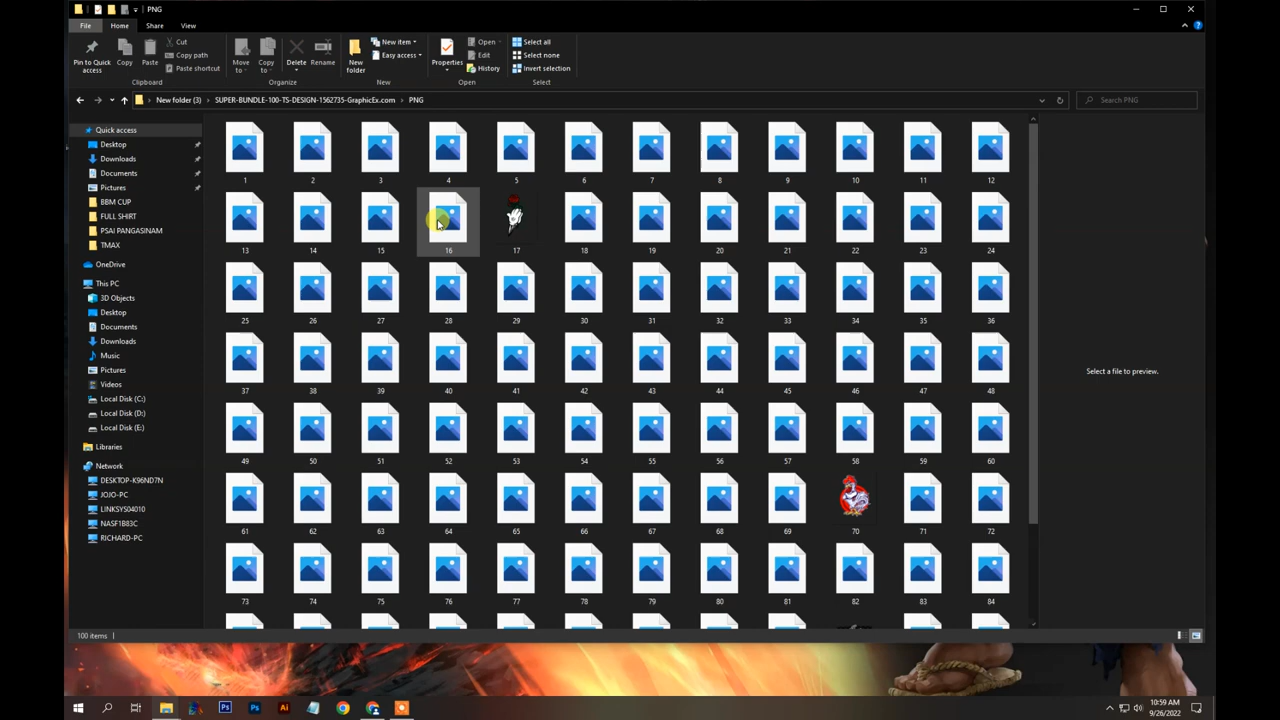 PNG
File Home Share View
Pin to Quick access
Copy
Paste
Cut
Copy path
Paste shortcut
Clipboard
Move to
Copy to
Delete
Rename
Organize
New folder
New item
Easy access
New
Properties
Open
Edit
History
Open
Select all
Select none
Invert selection
Select
New folder (3) > SUPER-BUNDLE-100-TS-DESIGN-1562735-GraphicEx.com > PNG
Search PNG
Quick access
Desktop
Downloads
Documents
Pictures
BBM CUP
FULL SHIRT
PSAI PANGASINAM
TMAX
OneDrive
This PC
3D Objects
Desktop
Documents
Downloads
Music
Pictures
Videos
Local Disk (C:)
Local Disk (D:)
Local Disk (E:)
Libraries
Network
DESKTOP-K96ND7N
JOJO-PC
LINKSYS04010
NASF1B83C
RICHARD-PC
1 2 3 4 5 6 7 8 9 10 11 12
13 14 15 16 17 18 19 20 21 22 23 24
25 26 27 28 29 30 31 32 33 34 35 36
37 38 39 40 41 42 43 44 45 46 47 48
49 50 51 52 53 54 55 56 57 58 59 60
61 62 63 64 65 66 67 68 69 70 71 72
73 74 75 76 77 78 79 80 81 82 83 84
Select a file to preview.
100 items
Ps
Ps
Ai
10:59 AM
9/26/2022